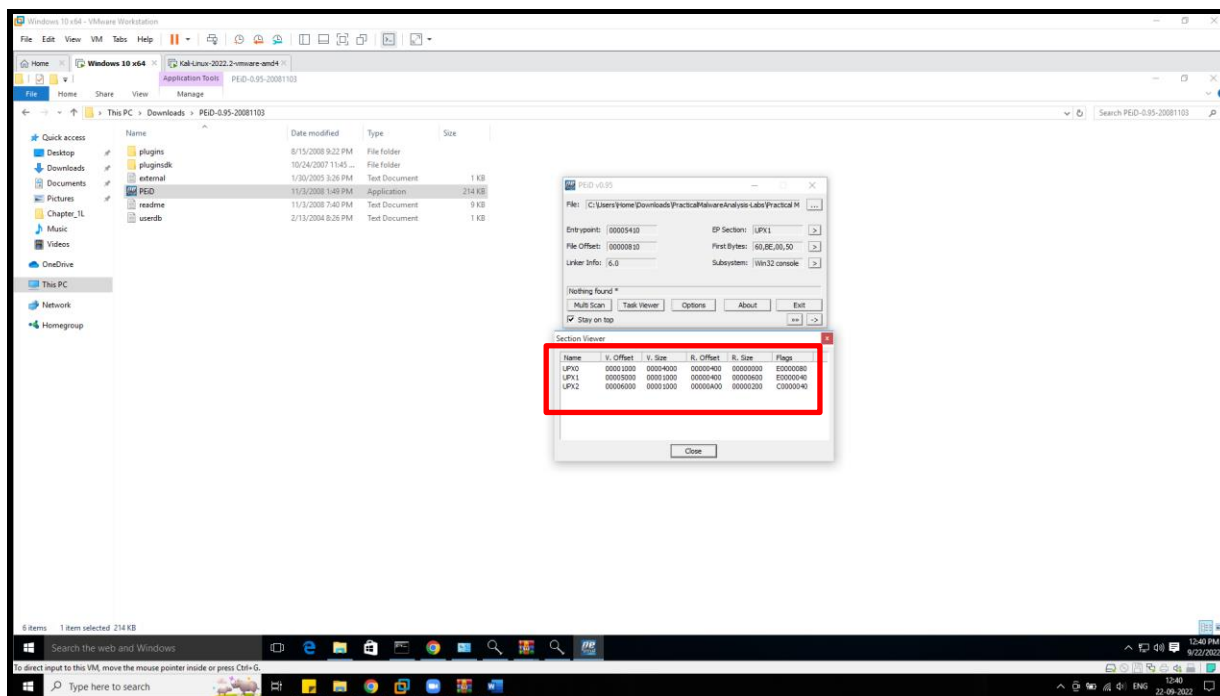 Windows 10 x64 - VMware Workstation
File Edit View VM Tabs Help
Home Windows 10 x64 Kali-Linux-2022.2-vmware-amd4
Application Tools PEiD-0.95-20081103
File Home Share View Manage
This PC > Downloads > PEiD-0.95-20081103 Search PEiD-0.95-20081103
Name Date modified Type Size
Quick access
Desktop
Downloads
Documents
Pictures
Chapter_1L
Music
Videos
OneDrive
This PC
Network
Homegroup
plugins 8/15/2008 9:22 PM File folder
pluginsdk 10/24/2007 11:45 ... File folder
external 1/30/2005 3:26 PM Text Document 1 KB
PEiD 11/3/2008 1:49 PM Application 214 KB
readme 11/3/2008 7:40 PM Text Document 9 KB
userdb 2/13/2004 8:26 PM Text Document 1 KB
PEiD v0.95
File: C:\Users\Home\Downloads\PracticalMalwareAnalysis-Labs\Practical M ...
Entrypoint: 00005410 EP Section: UPX1 >
File Offset: 00000810 First Bytes: 60,BE,00,50 >
Linker Info: 6.0 Subsystem: Win32 console >
Nothing found *
Multi Scan Task Viewer Options About Exit
Stay on top »» ->
Section Viewer
Name V. Offset V. Size R. Offset R. Size Flags
UPX0 00001000 00004000 00000400 00000000 E0000080
UPX1 00005000 00001000 00000400 00000600 E0000040
UPX2 00006000 00001000 00000A00 00000200 C0000040
Close
6 items 1 item selected 214 KB
Search the web and Windows
ENG 12:40 PM
9/22/2022
To direct input to this VM, move the mouse pointer inside or press Ctrl+G.
Type here to search
ENG 12:40
22-09-2022